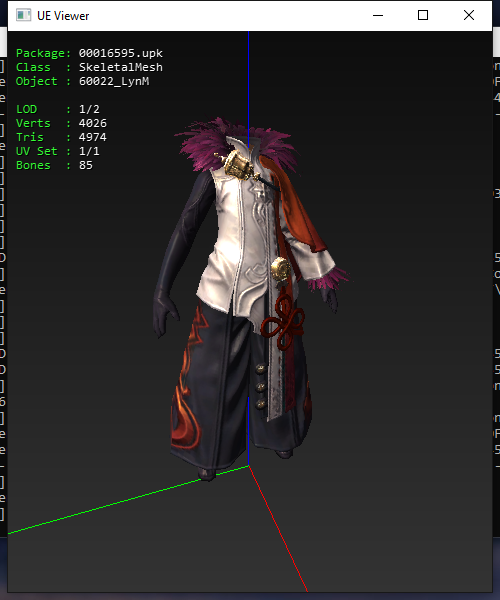 UE Viewer
Package: 00016595.upk
Class : SkeletalMesh
Object : 60022_LynM
LOD : 1/2
Verts : 4026
Tris : 4974
UV Set : 1/1
Bones : 85